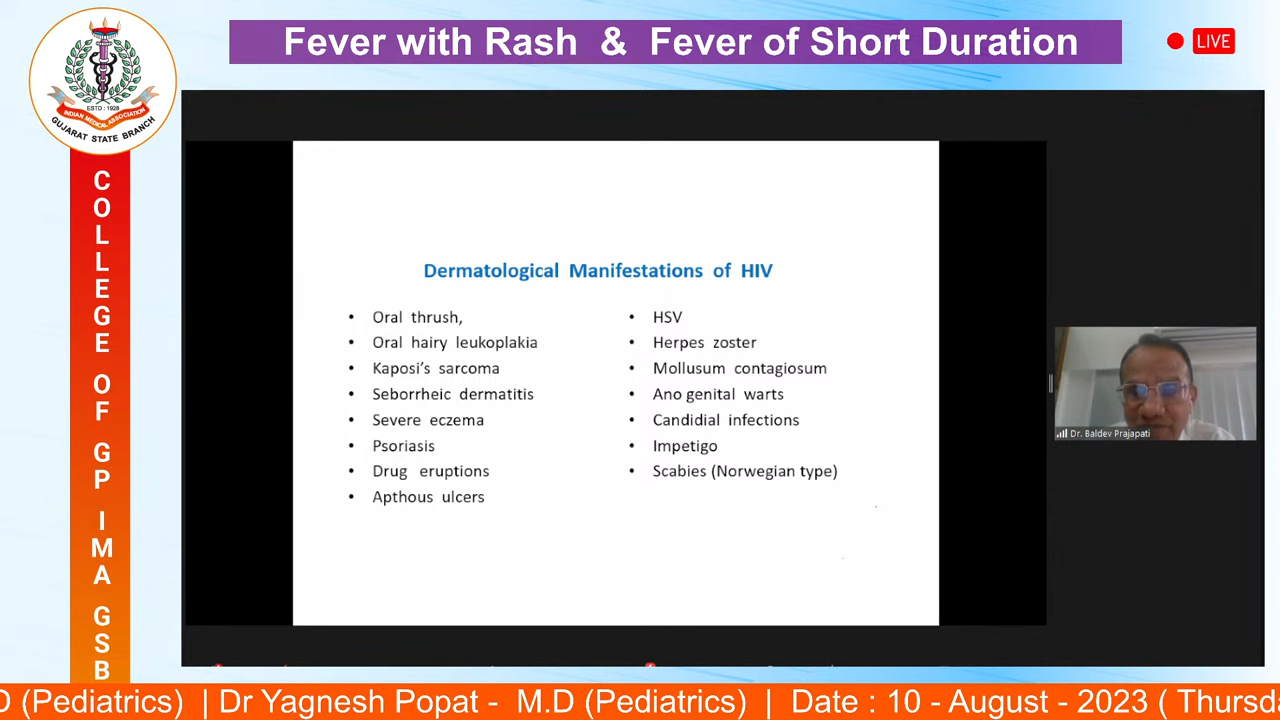 Fever with Rash & Fever of Short Duration
LIVE
ESTD : 1928
INDIAN MEDICAL ASSOCIATION
GUJARAT STATE BRANCH
COLLEGE OF GP IMA GSB
Dermatological Manifestations of HIV
• Oral thrush,
• Oral hairy leukoplakia
• Kaposi's sarcoma
• Seborrheic dermatitis
• Severe eczema
• Psoriasis
• Drug eruptions
• Apthous ulcers
• HSV
• Herpes zoster
• Mollusum contagiosum
• Ano genital warts
• Candidial infections
• Impetigo
• Scabies (Norwegian type)
Dr. Baldev Prajapati
D (Pediatrics) | Dr Yagnesh Popat - M.D (Pediatrics) | Date : 10 - August - 2023 ( Thursda